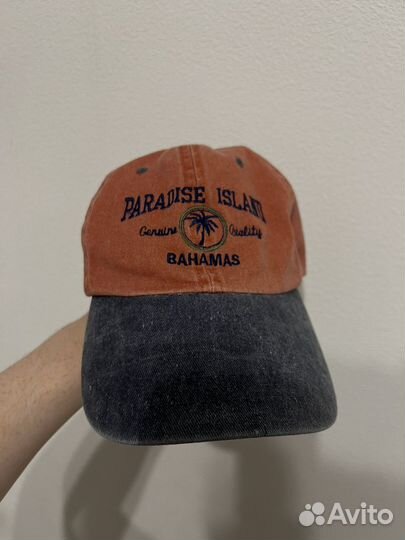 PARADISE ISLAND
Genuine Quality
BAHAMAS
Avito